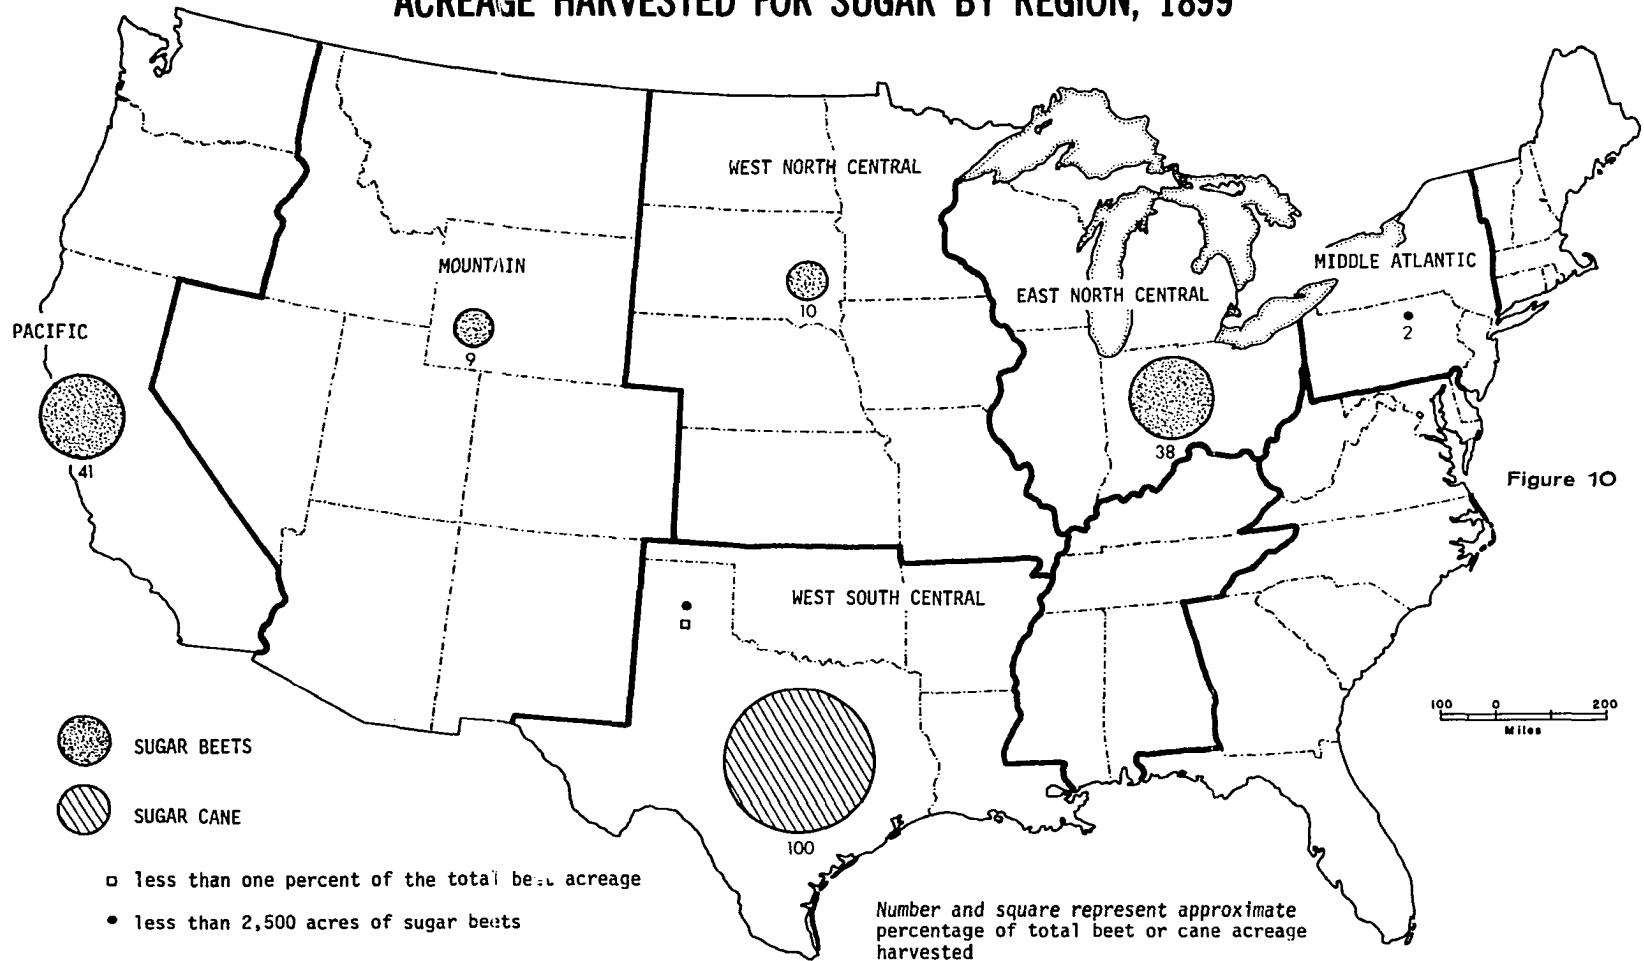 ACREAGE HARVESTED FOR SUGAR BY REGION, 1899
WEST NORTH CENTRAL
MOUNTAIN
MIDDLE ATLANTIC
EAST NORTH CENTRAL
10
PACIFIC
9
2
41
38
Figure 10
WEST SOUTH CENTRAL
100 0 200
Miles
SUGAR BEETS
SUGAR CANE
100
less than one percent of the total acreage
less than 2,500 acres of sugar beets
Number and square represent approximate
percentage of total beet or cane acreage
harvested